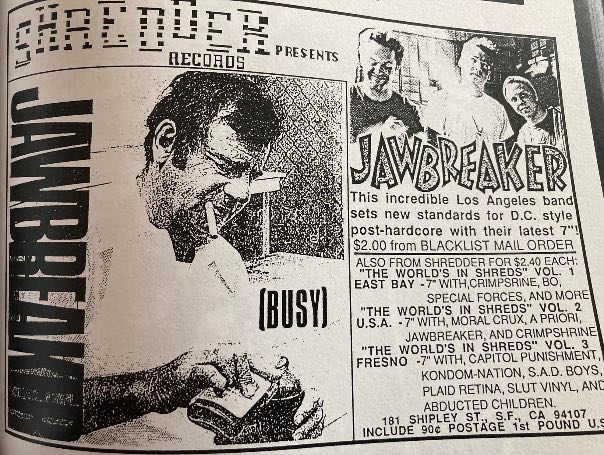 SHREDDER
RECORDS
PRESENTS
JAWBREAK
(BUSY)
JAWBREAKER
This incredible Los Angeles band
sets new standards for D.C. style
post-hardcore with their latest 7"!
$2.00 from BLACKLIST MAIL ORDER
ALSO FROM SHREDDER FOR $2.40 EACH:
"THE WORLD'S IN SHREDS" VOL. 1
EAST BAY -7" WITH, CRIMPSRINE, BO,
SPECIAL FORCES, AND MORE
"THE WORLD'S IN SHREDS" VOL. 2
U.S.A. -7" WITH, MORAL CRUX, A PRIORI,
JAWBREAKER, AND CRIMPSHRINE
"THE WORLD'S IN SHREDS" VOL. 3
FRESNO -7" WITH, CAPITOL PUNISHMENT,
KONDOM-NATION, S.A.D. BOYS,
PLAID RETINA, SLUT VINYL, AND
ABDUCTED CHILDREN.
181 SHIPLEY ST, S.F., CA 94107
INCLUDE 90¢ POSTAGE 1st POUND U.S